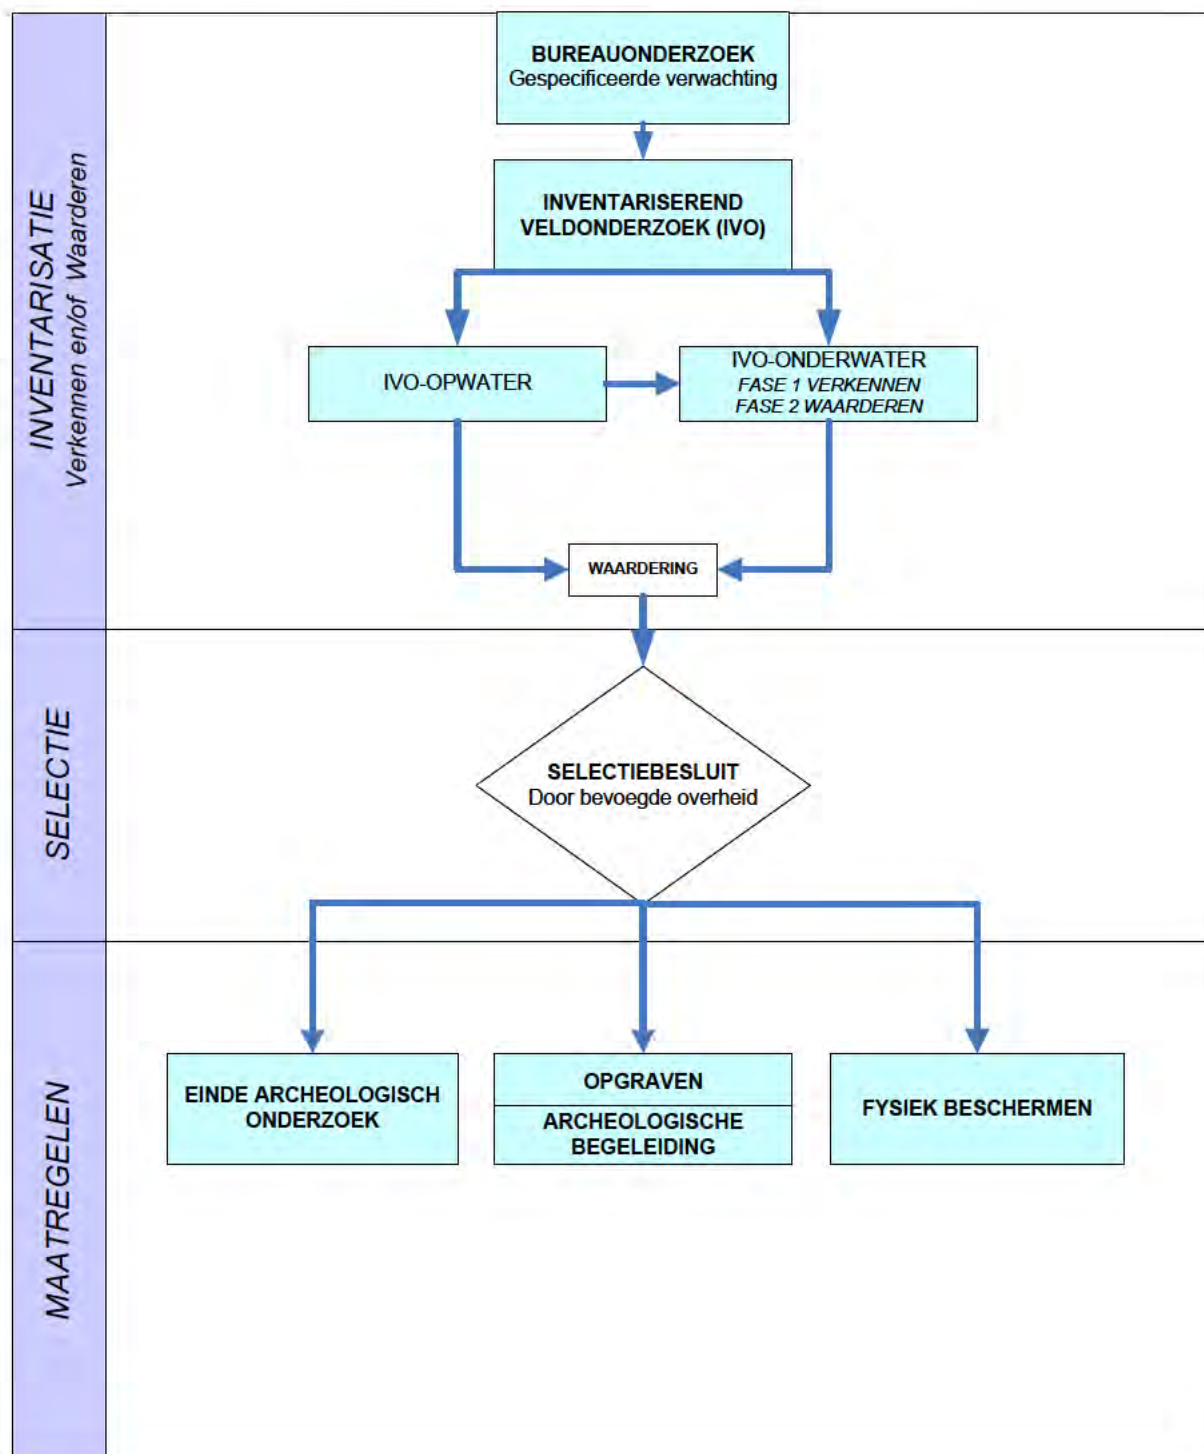 INVENTARISATIE
Verkennen en/of Waarderen
BUREAUONDERZOEK
Gespecificeerde verwachting
INVENTARISEREND
VELDONDERZOEK (IVO)
IVO-OPWATER
IVO-ONDERWATER
FASE 1 VERKENNEN
FASE 2 WAARDEREN
WAARDERING
SELECTIE
SELECTIEBESLUIT
Door bevoegde overheid
MAATREGELEN
EINDE ARCHEOLOGISCH
ONDERZOEK
OPGRAVEN
ARCHEOLOGISCHE
BEGELEIDING
FYSIEK BESCHERMEN